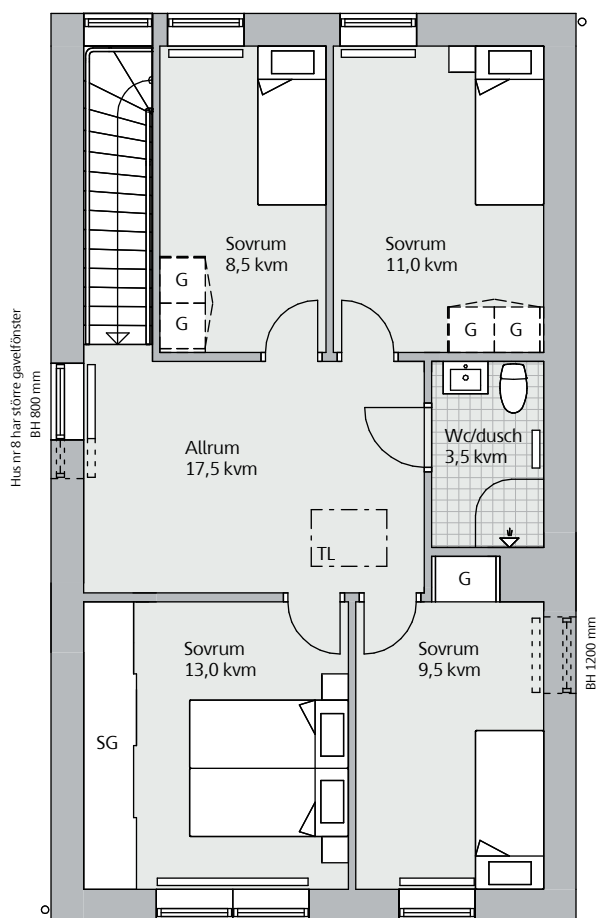 Sovrum
8,5 kvm
Sovrum
11,0 kvm
G
G
G G
Hus nr 8 har större gavelfönster
BH 800 mm
Allrum
17,5 kvm
Wc/dusch
3,5 kvm
TL
G
Sovrum
13,0 kvm
Sovrum
9,5 kvm
BH 1200 mm
SG